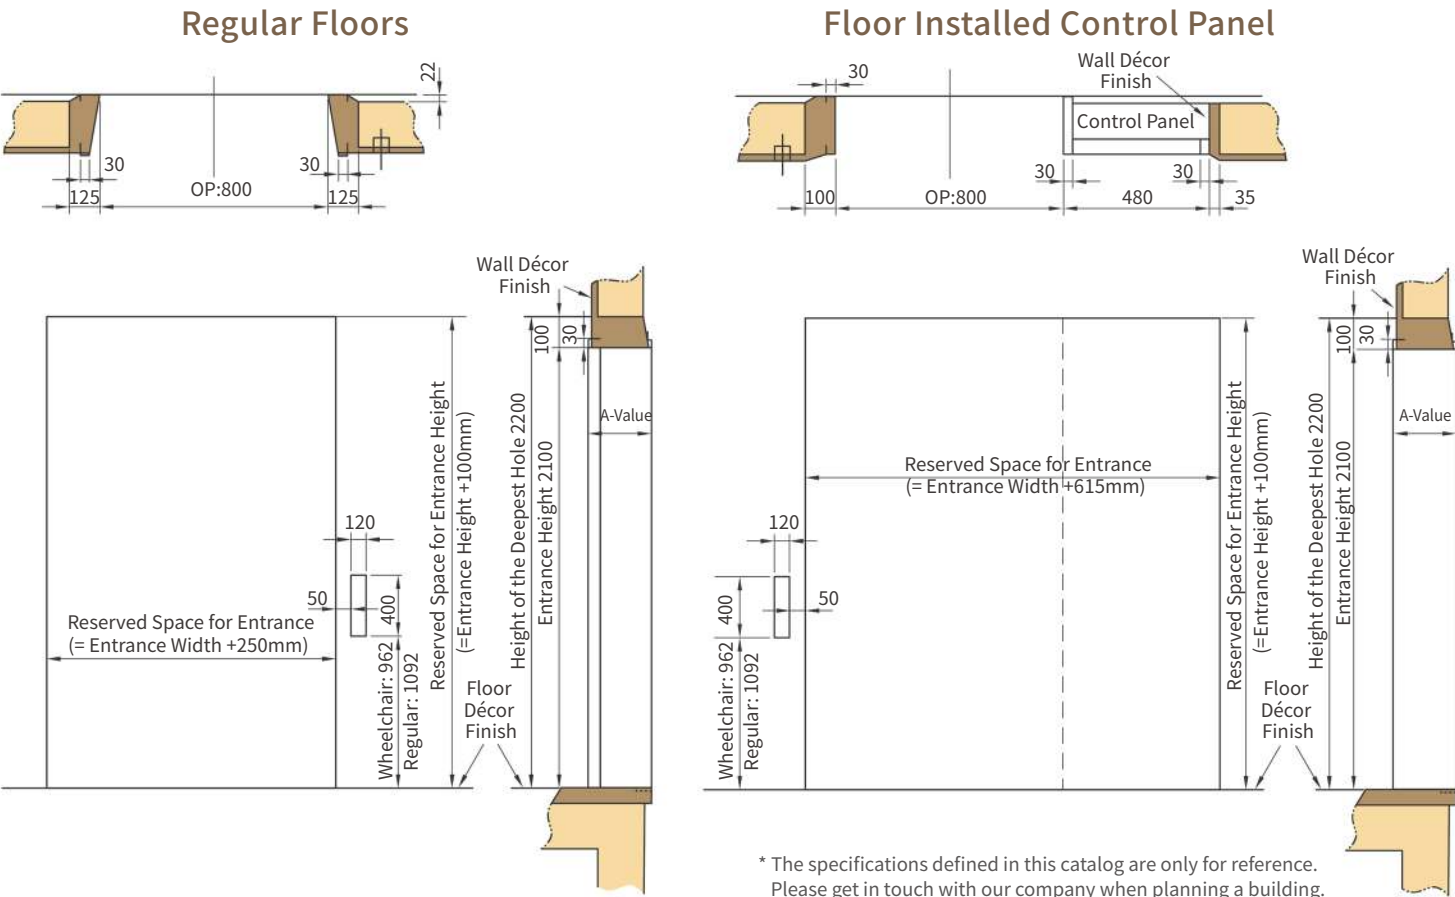 Regular Floors
22
30
30
125
OP:800
125
Wall Décor
Finish
100
30
A-Value
Reserved Space for Entrance Height
(=Entrance Height +100mm)
Height of the Deepest Hole 2200
Entrance Height 2100
120
50
400
Reserved Space for Entrance
(= Entrance Width +250mm)
Wheelchair: 962
Regular: 1092
Floor
Décor
Finish
Floor Installed Control Panel
30
Wall Décor
Finish
Control Panel
30
30
100
OP:800
480
35
Wall Décor
Finish
100
30
A-Value
Reserved Space for Entrance
(= Entrance Width +615mm)
Reserved Space for Entrance Height
(=Entrance Height +100mm)
Height of the Deepest Hole 2200
Entrance Height 2100
120
400
50
Wheelchair: 962
Regular: 1092
Floor
Décor
Finish
* The specifications defined in this catalog are only for reference.
Please get in touch with our company when planning a building.